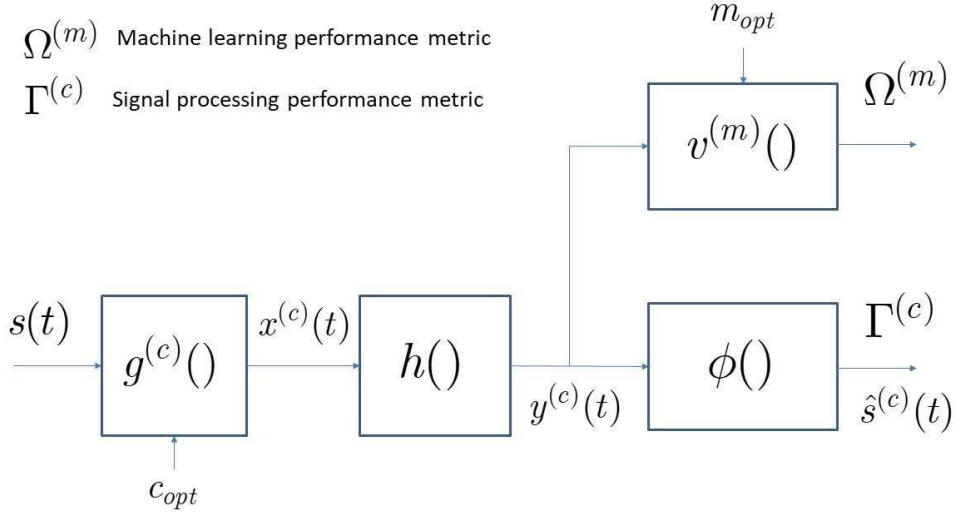 Ω^(m) Machine learning performance metric
Γ^(c) Signal processing performance metric
m_opt
v^(m)()
Ω^(m)
s(t)
g^(c)()
x^(c)(t)
h()
y^(c)(t)
ϕ()
Γ^(c)
ŝ^(c)(t)
c_opt